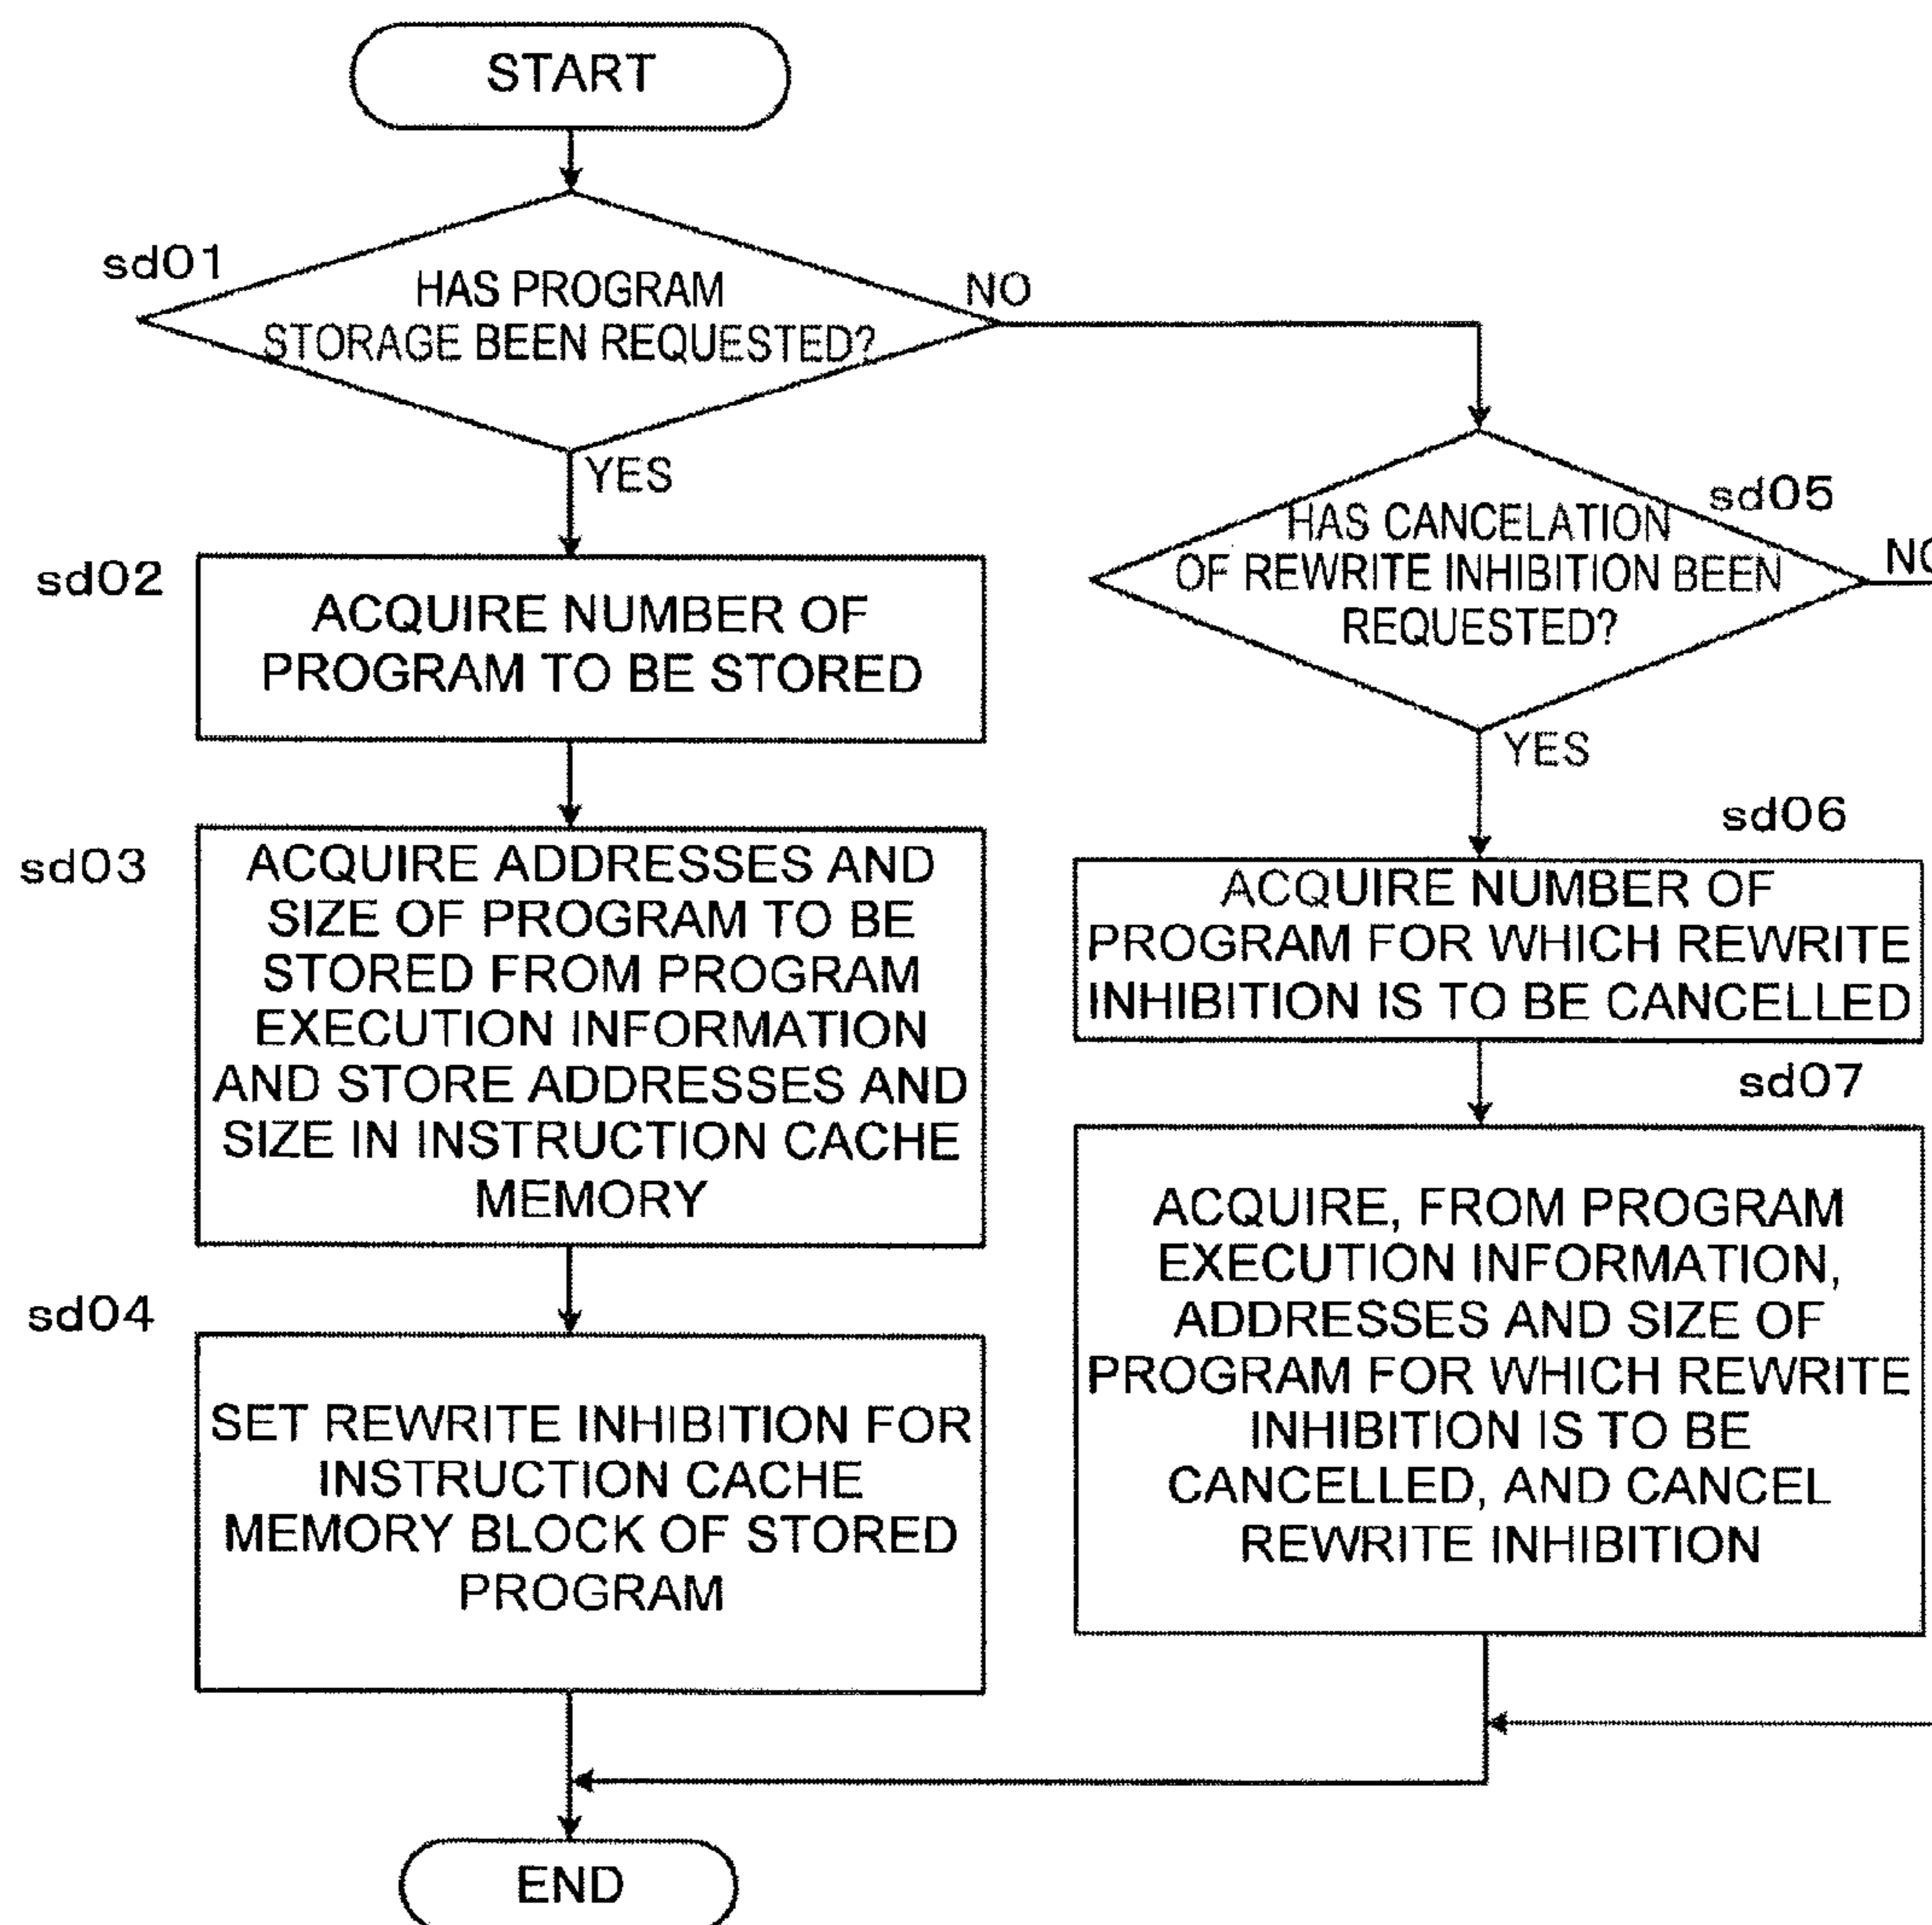 START
sd01
HAS PROGRAM
STORAGE BEEN REQUESTED?
NO
YES
sd02
ACQUIRE NUMBER OF
PROGRAM TO BE STORED
sd03
ACQUIRE ADDRESSES AND
SIZE OF PROGRAM TO BE
STORED FROM PROGRAM
EXECUTION INFORMATION
AND STORE ADDRESSES AND
SIZE IN INSTRUCTION CACHE
MEMORY
sd04
SET REWRITE INHIBITION FOR
INSTRUCTION CACHE
MEMORY BLOCK OF STORED
PROGRAM
sd05
HAS CANCELATION
OF REWRITE INHIBITION BEEN
REQUESTED?
NO
YES
sd06
ACQUIRE NUMBER OF
PROGRAM FOR WHICH REWRITE
INHIBITION IS TO BE CANCELLED
sd07
ACQUIRE, FROM PROGRAM
EXECUTION INFORMATION,
ADDRESSES AND SIZE OF
PROGRAM FOR WHICH REWRITE
INHIBITION IS TO BE
CANCELLED, AND CANCEL
REWRITE INHIBITION
END